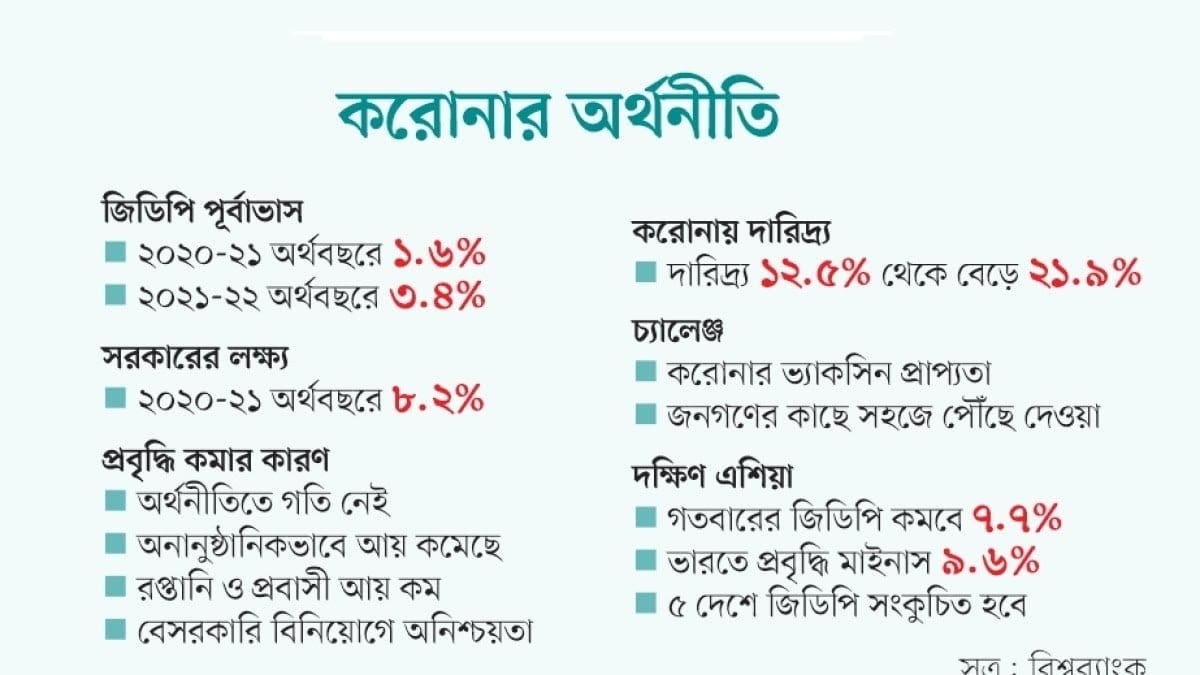 করোনার অর্থনীতি
জিডিপি পূর্বাভাস
২০২০-২১ অর্থবছরে ১.৬%
২০২১-২২ অর্থবছরে ৩.৪%
সরকারের লক্ষ্য
২০২০-২১ অর্থবছরে ৮.২%
প্রবৃদ্ধি কমার কারণ
অর্থনীতিতে গতি নেই
অনানুষ্ঠানিকভাবে আয় কমেছে
রপ্তানি ও প্রবাসী আয় কম
বেসরকারি বিনিয়োগে অনিশ্চয়তা
করোনায় দারিদ্র্য
দারিদ্র্য ১২.৫% থেকে বেড়ে ২১.৯%
চ্যালেঞ্জ
করোনার ভ্যাকসিন প্রাপ্যতা
জনগণের কাছে সহজে পৌঁছে দেওয়া
দক্ষিণ এশিয়া
গতবারের জিডিপি কমবে ৭.৭%
ভারতে প্রবৃদ্ধি মাইনাস ৯.৬%
৫ দেশে জিডিপি সংকুচিত হবে
সূত্র : বিশ্বব্যাংক